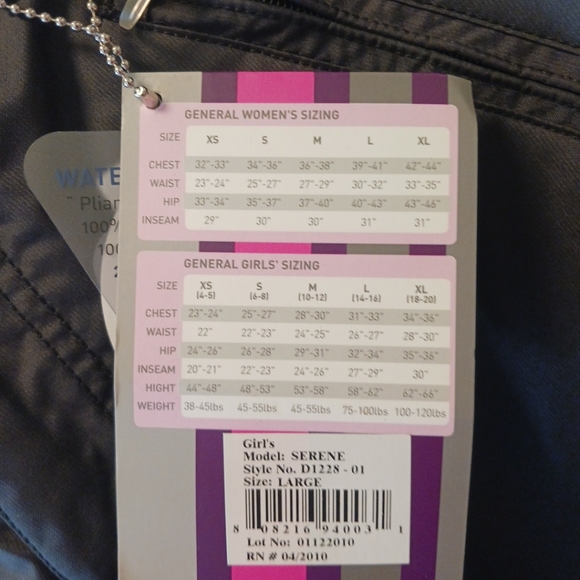 GENERAL WOMEN'S SIZING
SIZE XS S M L XL
CHEST 32"-33" 34"-36" 36"-38" 39"-41" 42"-44"
WAIST 23"-24" 25"-27" 27"-29" 30"-32" 33"-35"
HIP 33"-34" 35"-37" 37"-40" 40"-43" 43"-46"
INSEAM 29" 30" 30" 31" 31"
GENERAL GIRLS' SIZING
SIZE XS S M L XL
(4-5) (6-8) (10-12) (14-16) (18-20)
CHEST 23"-24" 25"-27" 28"-30" 31"-33" 34"-36"
WAIST 22" 22"-23" 24"-25" 26"-27" 28"-30"
HIP 24"-26" 26"-28" 29"-31" 32"-34" 35"-36"
INSEAM 20"-21" 22"-23" 24"-26" 27"-29" 30"
HIGHT 44"-48" 48"-53" 53"-58" 58"-62" 62"-66"
WEIGHT 38-45lbs 45-55lbs 45-55lbs 75-100lbs 100-120lbs
Girl's
Model: SERENE
Style No. D1228 - 01
Size: LARGE
8 08216 94003 1
Lot No: 01122010
RN # 04/2010
WATE
Plian
100%
100